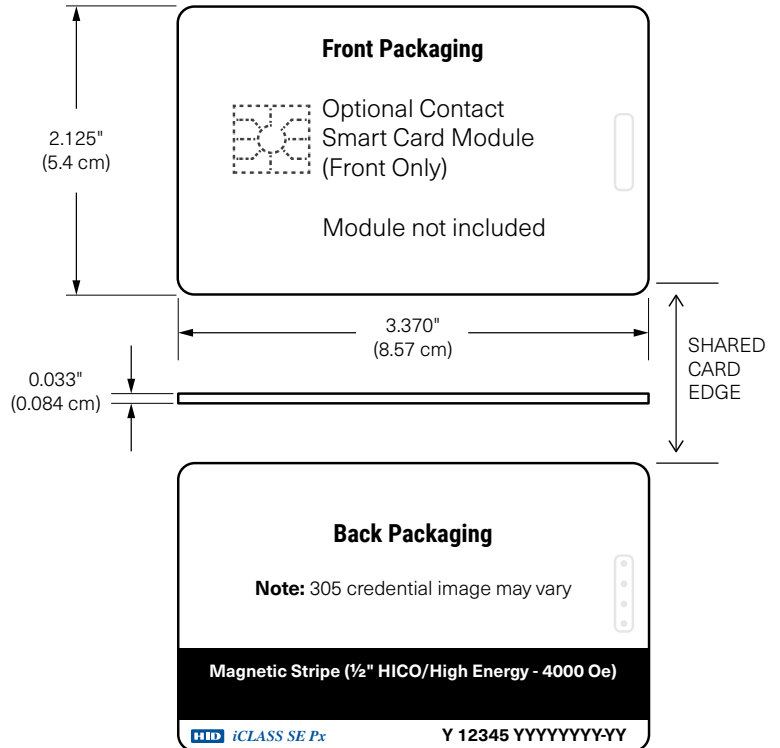 Front Packaging
Optional Contact
Smart Card Module
(Front Only)
Module not included
2.125"
(5.4 cm)
3.370"
(8.57 cm)
SHARED
CARD
EDGE
0.033"
(0.084 cm)
Back Packaging
Note: 305 credential image may vary
Magnetic Stripe (½" HICO/High Energy - 4000 Oe)
HID iCLASS SE Px
Y 12345 YYYYYYYY-YY